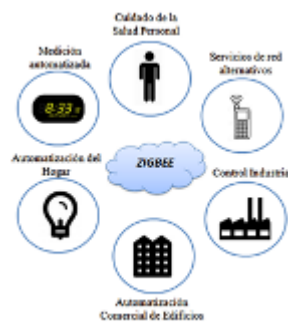 Cuidado de la
Salud Personal
Medición
automatizada
Servicios de red
alternativos
8:33
Automatización del
Hogar
ZIGBEE
Control Industria
Automatización
Comercial de Edificios